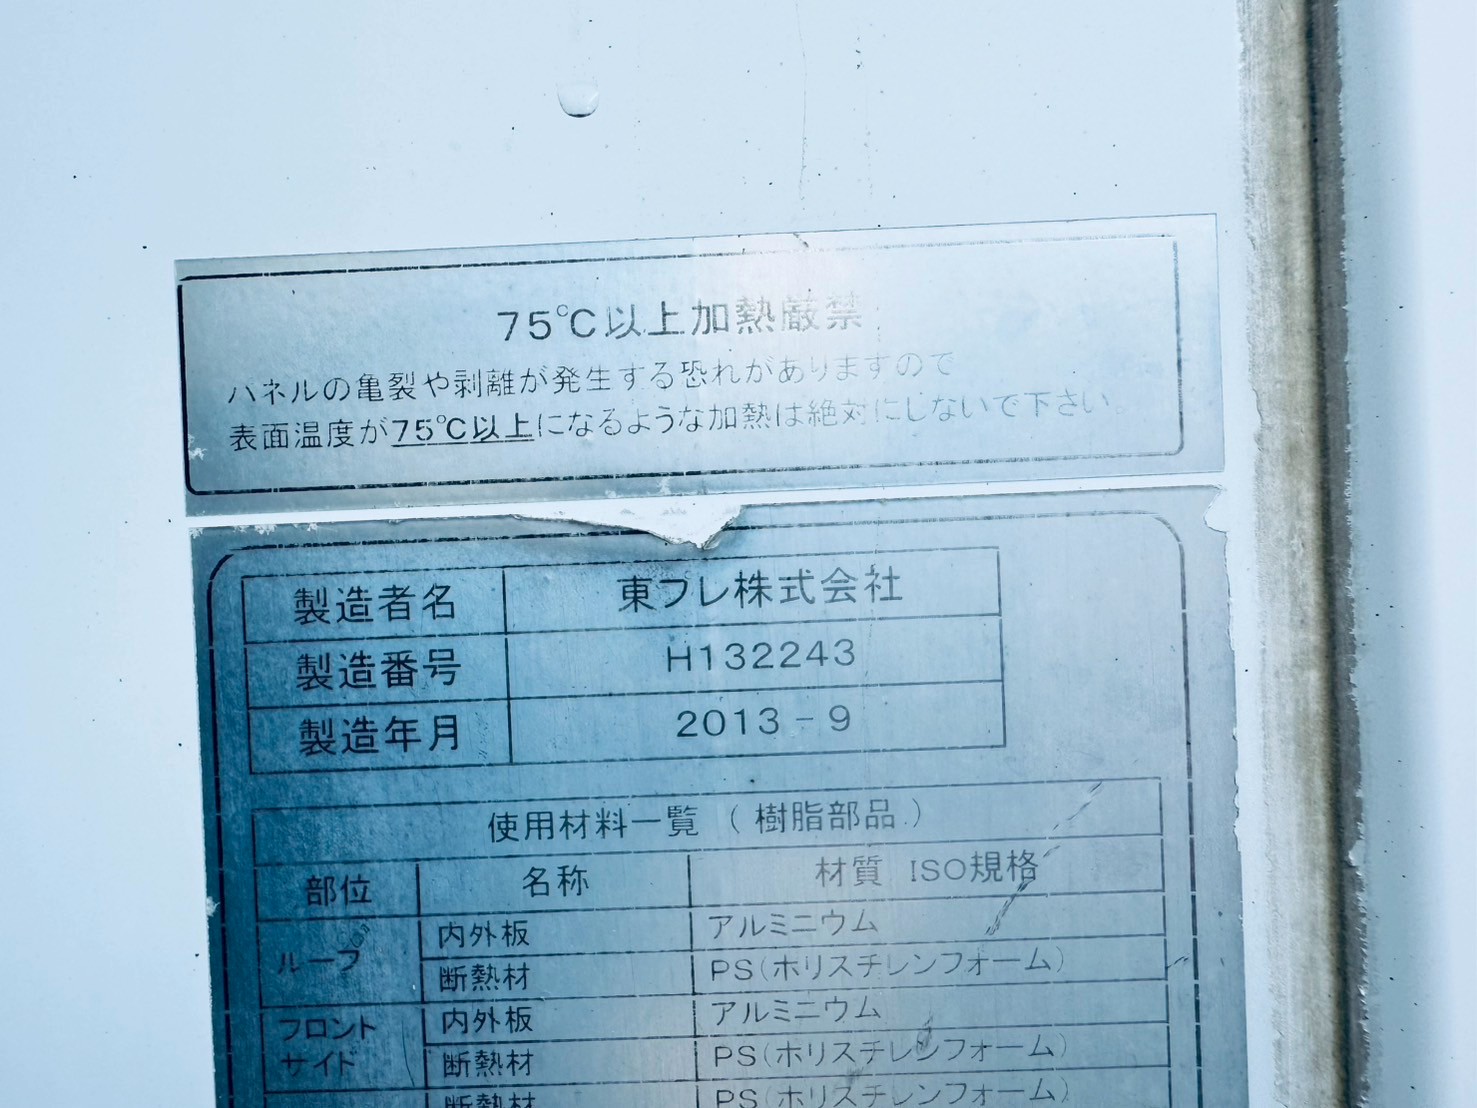 75℃以上加熱厳禁
パネルの亀裂や剥離が発生する恐れがありますので
表面温度が75℃以上になるような加熱は絶対にしないで下さい。
製造者名 東プレ株式会社
製造番号 H132243
製造年月 2013-9
使用材料一覧(樹脂部品)
部位 名称 材質 ISO規格
ルーフ 内外板 アルミニウム
断熱材 PS(ポリスチレンフォーム)
フロント 内外板 アルミニウム
サイド 断熱材 PS(ポリスチレンフォーム)
断熱材 PS(ポリスチレンフォーム)